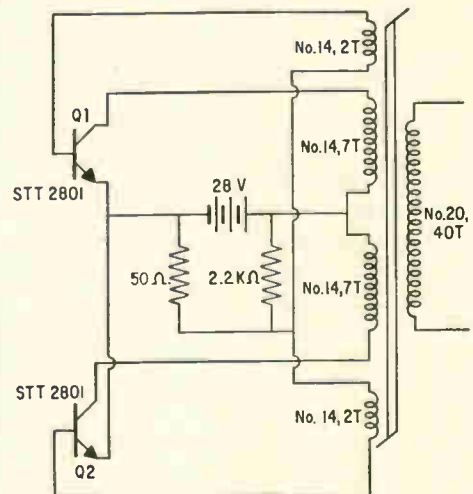 No.14, 2T
Q1
No.14,7T
STT 2801
28 V
No.20,
40T
50 Ω
2.2KΩ
No.14,7T
STT 2801
No. 14, 2T
Q2